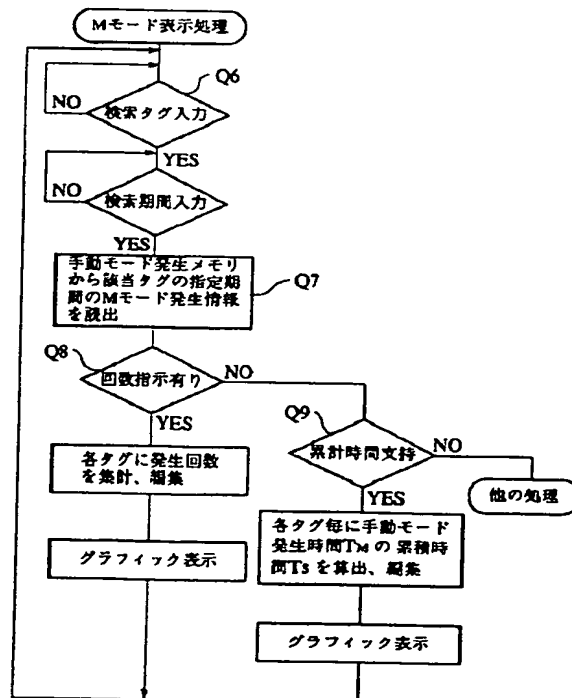 Mモード表示処理
Q6
NO
検索タグ入力
YES
NO
検索期間入力
YES
手動モード発生メモリ
から該当タグの指定期
間のMモード発生情報
を読出
Q7
Q8
回数指示有り
NO
YES
Q9
累計時間支持
NO
YES
他の処理
各タグに発生回数
を集計、編集
グラフィック表示
各タグ毎に手動モード
発生時間TMの累積時
間Tsを算出、編集
グラフィック表示